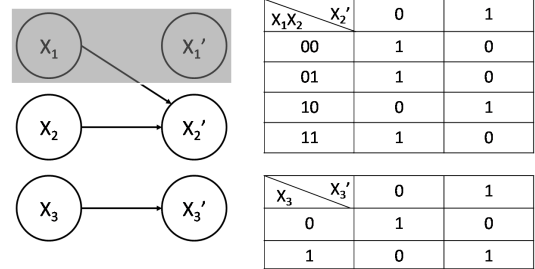 X₁ X₁′
X₂ X₂′
X₃ X₃′
X₁X₂ X₂′ 0 1
00 1 0
01 1 0
10 0 1
11 1 0
X₃ X₃′ 0 1
0 1 0
1 0 1